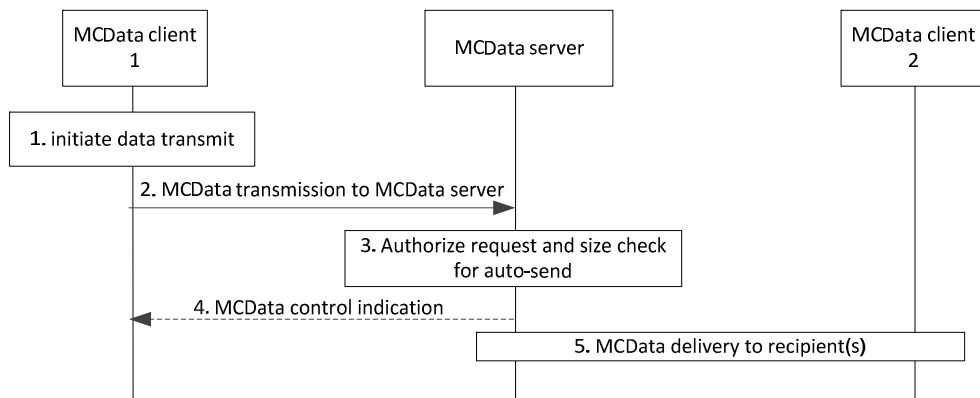 MCData client
1
MCData server
MCData client
2
1. initiate data transmit
2. MCData transmission to MCData server
3. Authorize request and size check
for auto-send
4. MCData control indication
5. MCData delivery to recipient(s)